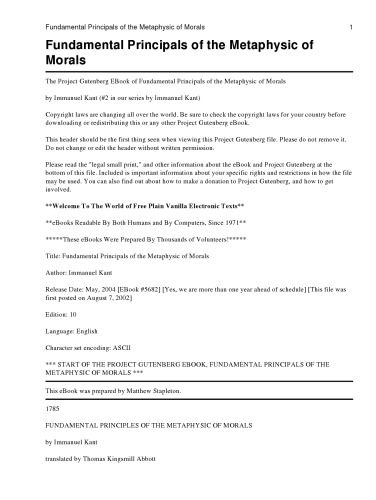 Fundamental Principals of the Metaphysic of Morals 1
Fundamental Principals of the Metaphysic of
Morals
The Project Gutenberg EBook of Fundamental Principals of the Metaphysic of Morals
by Immanuel Kant (#2 in our series by Immanuel Kant)
Copyright laws are changing all over the world. Be sure to check the copyright laws for your country before
downloading or redistributing this or any other Project Gutenberg eBook.
This header should be the first thing seen when viewing this Project Gutenberg file. Please do not remove it.
Do not change or edit the header without written permission.
Please read the "legal small print," and other information about the eBook and Project Gutenberg at the
bottom of this file. Included is important information about your specific rights and restrictions in how the file
may be used. You can also find out about how to make a donation to Project Gutenberg, and how to get
involved.
**Welcome To The World of Free Plain Vanilla Electronic Texts**
**eBooks Readable By Both Humans and By Computers, Since 1971**
*****These eBooks Were Prepared By Thousands of Volunteers!*****
Title: Fundamental Principals of the Metaphysic of Morals
Author: Immanuel Kant
Release Date: May, 2004 [EBook #5682] [Yes, we are more than one year ahead of schedule] [This file was
first posted on August 7, 2002]
Edition: 10
Language: English
Character set encoding: ASCII
*** START OF THE PROJECT GUTENBERG EBOOK, FUNDAMENTAL PRINCIPALS OF THE
METAPHYSIC OF MORALS ***
This eBook was prepared by Matthew Stapleton.
1785
FUNDAMENTAL PRINCIPLES OF THE METAPHYSIC OF MORALS
by Immanuel Kant
translated by Thomas Kingsmill Abbott